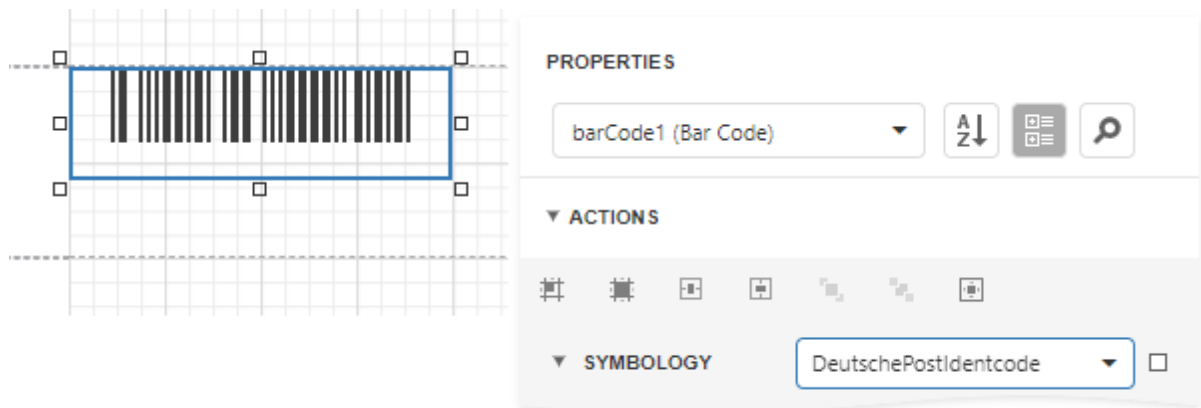 PROPERTIES
barCode1 (Bar Code)
A
Z
ACTIONS
SYMBOLOGY
DeutschePostIdentcode